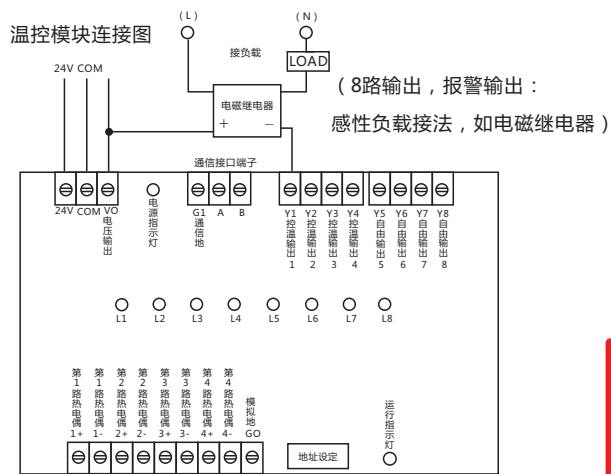 温控模块连接图
(L)
(N)
接负载
LOAD
24V COM
电磁继电器
+ −
(8路输出，报警输出：
感性负载接法，如电磁继电器)
通信接口端子
24V COM VO 电压输出
电源指示灯
G1 通信地
A
B
Y1 控温输出 1
Y2 控温输出 2
Y3 控温输出 3
Y4 控温输出 4
Y5 自由输出 5
Y6 自由输出 6
Y7 自由输出 7
Y8 自由输出 8
L1 L2 L3 L4 L5 L6 L7 L8
第1路热电偶 1+
第1路热电偶 1-
第2路热电偶 2+
第2路热电偶 2-
第3路热电偶 3+
第3路热电偶 3-
第4路热电偶 4+
第4路热电偶 4-
模拟地 GO
地址设定
运行指示灯